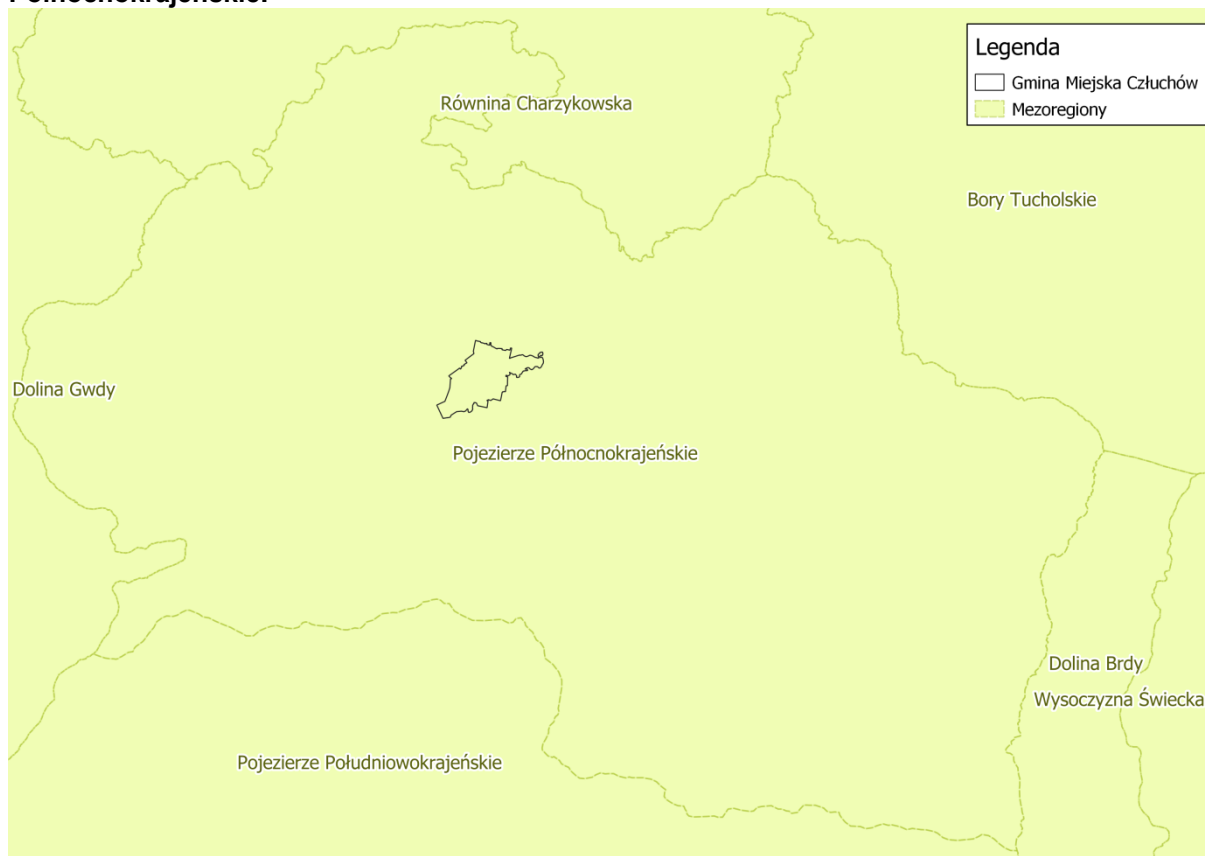 Północnokrajeńskie.
Legenda
Gmina Miejska Człuchów
Mezoregiony
Równina Charzykowska
Bory Tucholskie
Dolina Gwdy
Pojezierze Północnokrajeńskie
Dolina Brdy
Wysoczyzna Świecka
Pojezierze Południowokrajeńskie